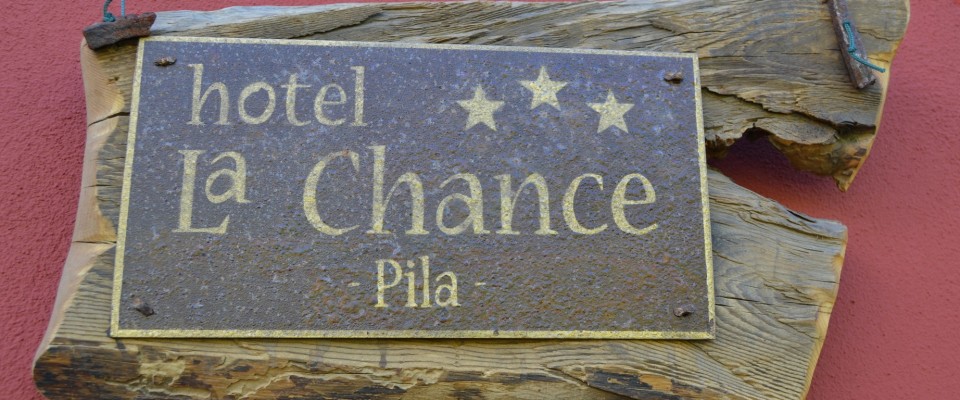 hotel
La Chance
- Pila -